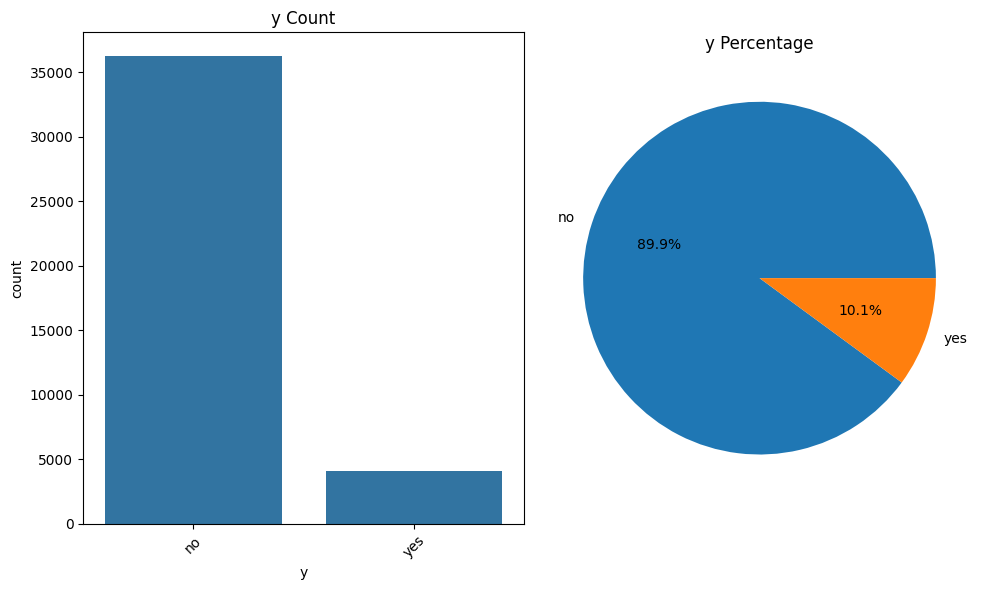 y Count
35000
30000
25000
20000
15000
10000
5000
0
count
no
yes
y
y Percentage
no
89.9%
10.1%
yes